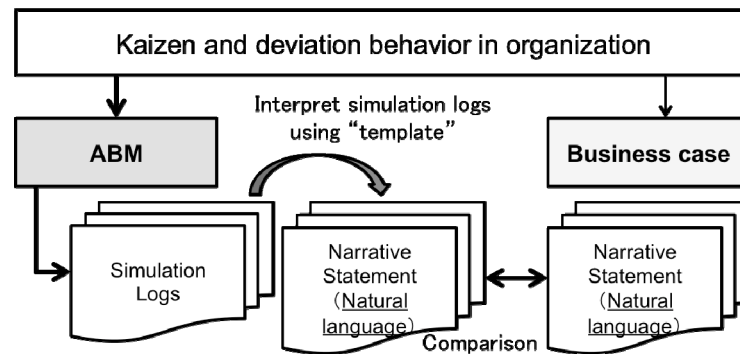 Kaizen and deviation behavior in organization
Interpret simulation logs
using “template”
ABM
Business case
Simulation
Logs
Narrative
Statement
(Natural
language)
Narrative
Statement
(Natural
language)
Comparison